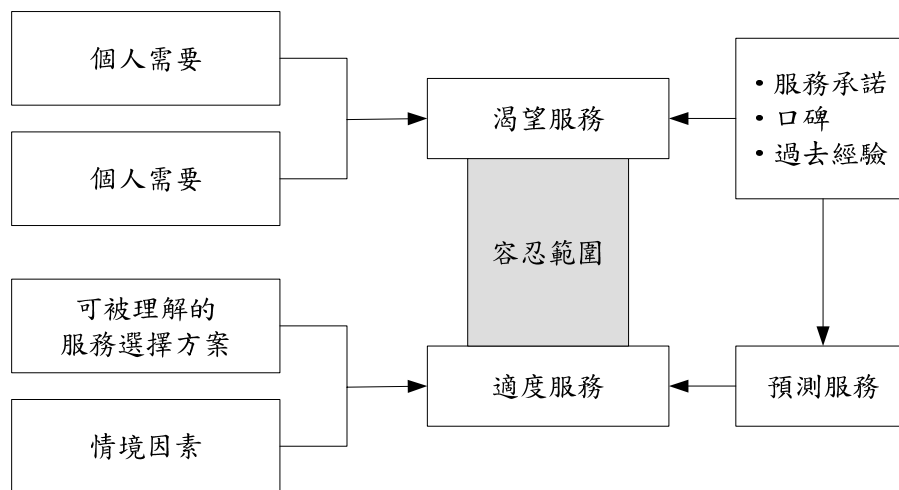 個人需要
個人需要
可被理解的
服務選擇方案
情境因素
渴望服務
容忍範圍
適度服務
•服務承諾
•口碑
•過去經驗
預測服務